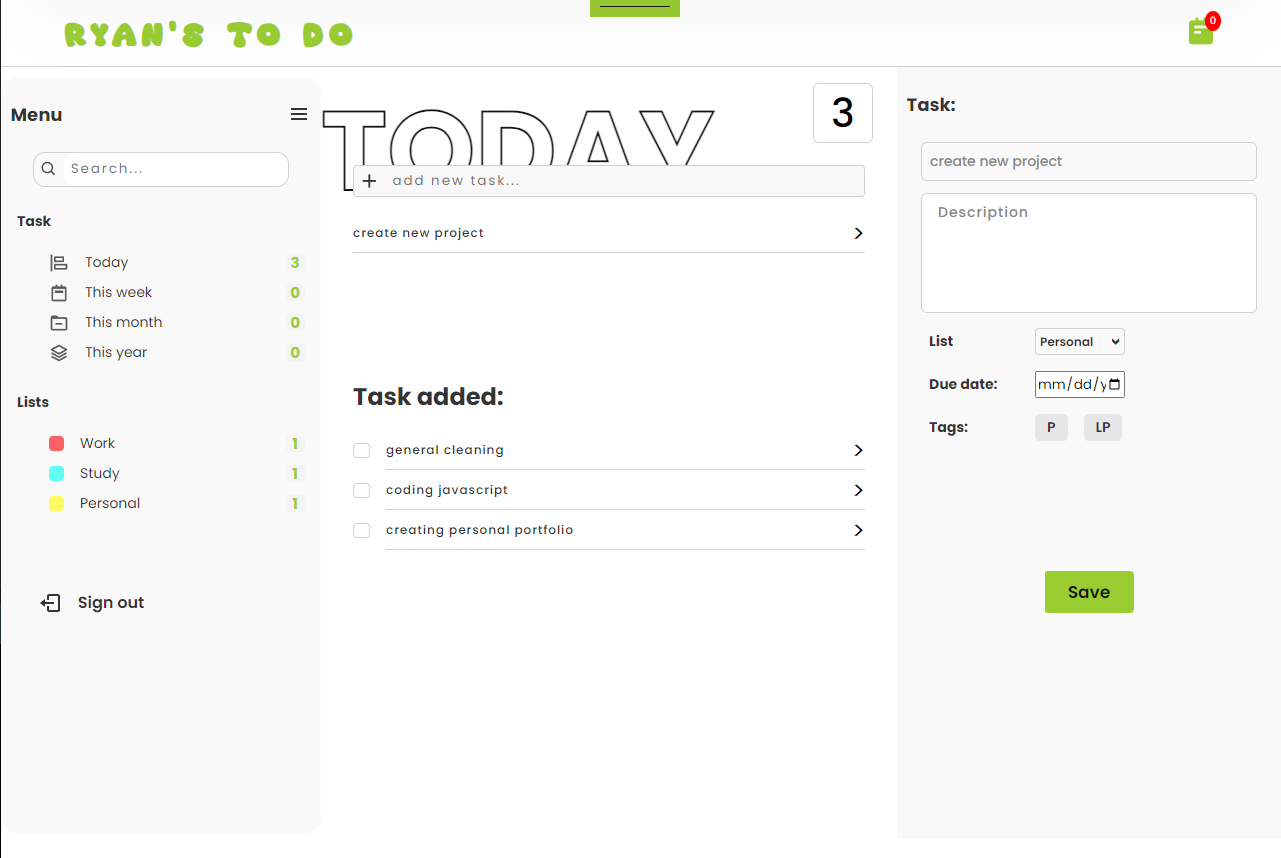 RYAN'S TO DO
0
Menu
Search...
Task
Today 3
This week 0
This month 0
This year 0
Lists
Work 1
Study 1
Personal 1
Sign out
TODAY
3
add new task...
create new project
Task added:
general cleaning
coding javascript
creating personal portfolio
Task:
create new project
Description
List Personal
Due date: mm/dd/y
Tags: P LP
Save